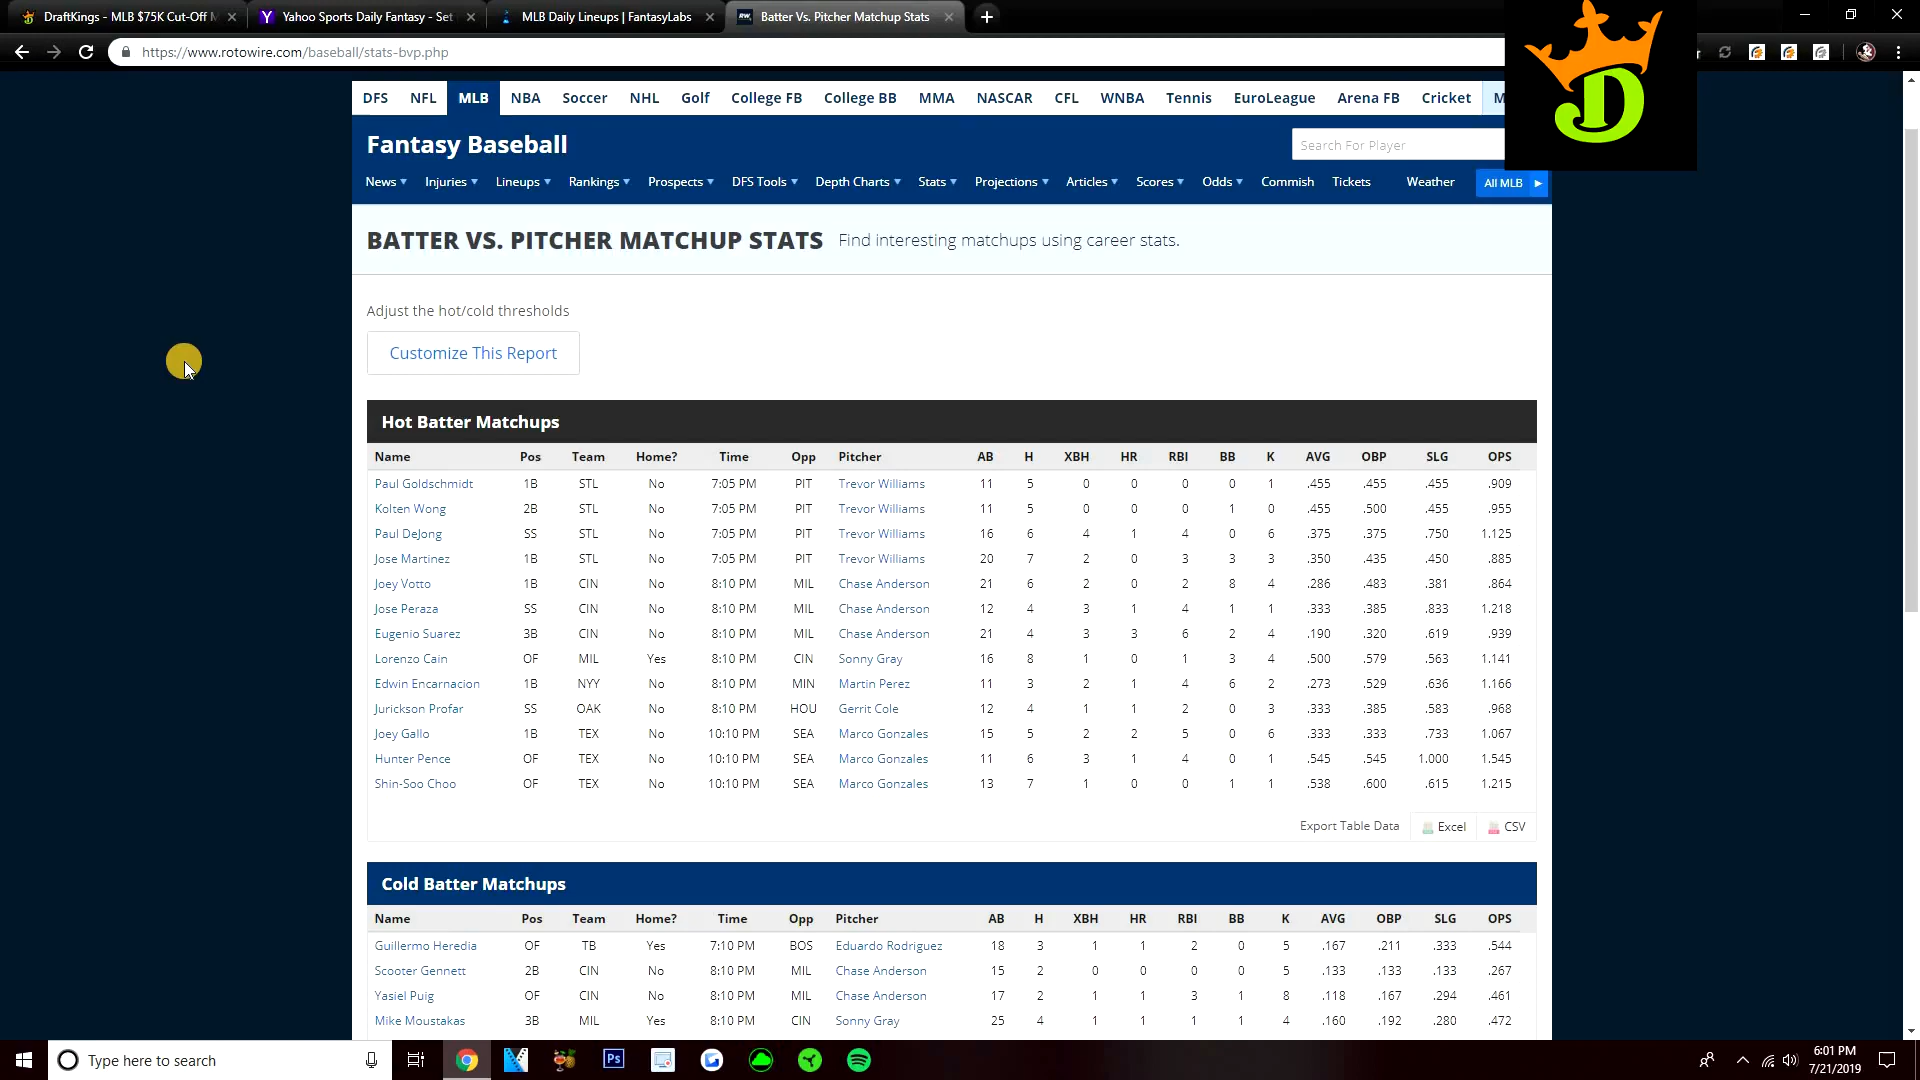 DraftKings - MLB $75K Cut-Off M
Yahoo Sports Daily Fantasy - Set
MLB Daily Lineups | FantasyLabs
Batter Vs. Pitcher Matchup Stats
https://www.rotowire.com/baseball/stats-bvp.php
DFS NFL MLB NBA Soccer NHL Golf College FB College BB MMA NASCAR CFL WNBA Tennis EuroLeague Arena FB Cricket M
Fantasy Baseball
Search For Player
News Injuries Lineups Rankings Prospects DFS Tools Depth Charts Stats Projections Articles Scores Odds Commish Tickets Weather All MLB
BATTER VS. PITCHER MATCHUP STATS Find interesting matchups using career stats.
Adjust the hot/cold thresholds
Customize This Report
Hot Batter Matchups
Name Pos Team Home? Time Opp Pitcher AB H XBH HR RBI BB K AVG OBP SLG OPS
Paul Goldschmidt 1B STL No 7:05 PM PIT Trevor Williams 11 5 0 0 0 0 1 .455 .455 .455 .909
Kolten Wong 2B STL No 7:05 PM PIT Trevor Williams 11 5 0 0 0 1 0 .455 .500 .455 .955
Paul DeJong SS STL No 7:05 PM PIT Trevor Williams 16 6 4 1 4 0 6 .375 .375 .750 1.125
Jose Martinez 1B STL No 7:05 PM PIT Trevor Williams 20 7 2 0 3 3 3 .350 .435 .450 .885
Joey Votto 1B CIN No 8:10 PM MIL Chase Anderson 21 6 2 0 2 8 4 .286 .483 .381 .864
Jose Peraza SS CIN No 8:10 PM MIL Chase Anderson 12 4 3 1 4 1 1 .333 .385 .833 1.218
Eugenio Suarez 3B CIN No 8:10 PM MIL Chase Anderson 21 4 3 3 6 2 4 .190 .320 .619 .939
Lorenzo Cain OF MIL Yes 8:10 PM CIN Sonny Gray 16 8 1 0 1 3 4 .500 .579 .563 1.141
Edwin Encarnacion 1B NYY No 8:10 PM MIN Martin Perez 11 3 2 1 4 6 2 .273 .529 .636 1.166
Jurickson Profar SS OAK No 8:10 PM HOU Gerrit Cole 12 4 1 1 2 0 3 .333 .385 .583 .968
Joey Gallo 1B TEX No 10:10 PM SEA Marco Gonzales 15 5 2 2 5 0 6 .333 .333 .733 1.067
Hunter Pence OF TEX No 10:10 PM SEA Marco Gonzales 11 6 3 1 4 0 1 .545 .545 1.000 1.545
Shin-Soo Choo OF TEX No 10:10 PM SEA Marco Gonzales 13 7 1 0 0 1 1 .538 .600 .615 1.215
Export Table Data Excel CSV
Cold Batter Matchups
Name Pos Team Home? Time Opp Pitcher AB H XBH HR RBI BB K AVG OBP SLG OPS
Guillermo Heredia OF TB Yes 7:10 PM BOS Eduardo Rodriguez 18 3 1 1 2 0 5 .167 .211 .333 .544
Scooter Gennett 2B CIN No 8:10 PM MIL Chase Anderson 15 2 0 0 0 0 5 .133 .133 .133 .267
Yasiel Puig OF CIN No 8:10 PM MIL Chase Anderson 17 2 1 1 3 1 8 .118 .167 .294 .461
Mike Moustakas 3B MIL Yes 8:10 PM CIN Sonny Gray 25 4 1 1 1 1 4 .160 .192 .280 .472
Type here to search
Ps
6:01 PM
7/21/2019